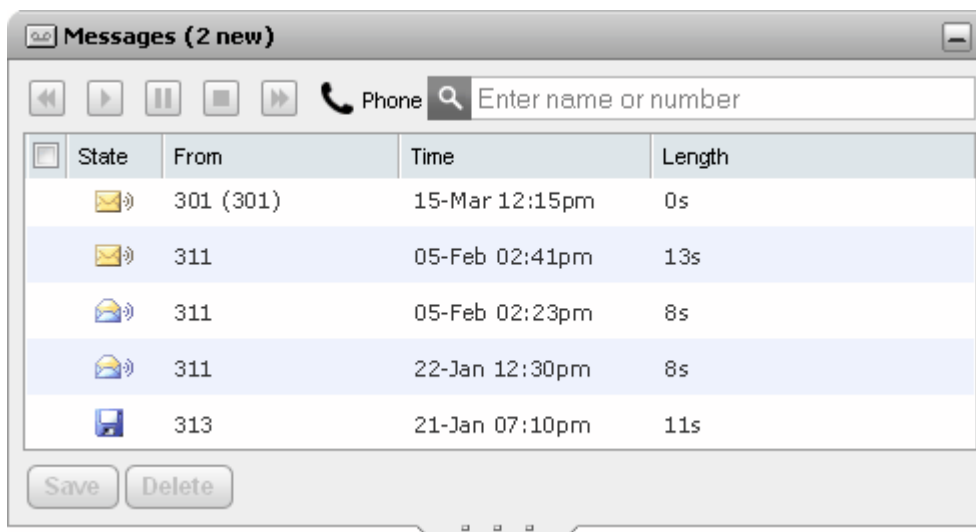 Messages (2 new)
Phone Enter name or number
State From Time Length
301 (301) 15-Mar 12:15pm 0s
311 05-Feb 02:41pm 13s
311 05-Feb 02:23pm 8s
311 22-Jan 12:30pm 8s
313 21-Jan 07:10pm 11s
Save Delete